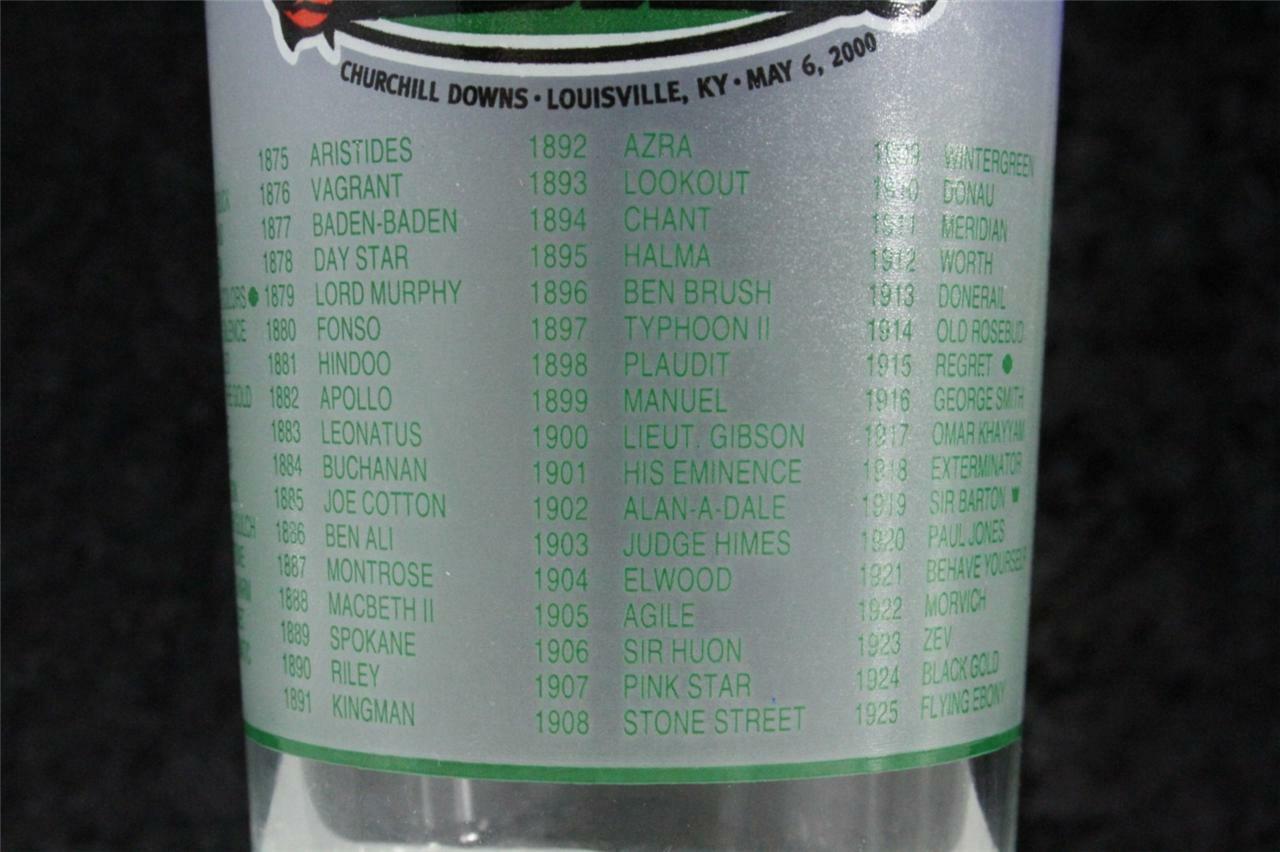 CHURCHILL DOWNS • LOUISVILLE, KY • MAY 6, 2000
1875 ARISTIDES 1892 AZRA 1909 WINTERGREEN
1876 VAGRANT 1893 LOOKOUT 1910 DONAU
1877 BADEN-BADEN 1894 CHANT 1911 MERIDIAN
1878 DAY STAR 1895 HALMA 1912 WORTH
1879 LORD MURPHY 1896 BEN BRUSH 1913 DONERAIL
1880 FONSO 1897 TYPHOON II 1914 OLD ROSEBUD
1881 HINDOO 1898 PLAUDIT 1915 REGRET
GOLD 1882 APOLLO 1899 MANUEL 1916 GEORGE SMITH
1883 LEONATUS 1900 LIEUT. GIBSON 1917 OMAR KHAYYAM
1884 BUCHANAN 1901 HIS EMINENCE 1918 EXTERMINATOR
1885 JOE COTTON 1902 ALAN-A-DALE 1919 SIR BARTON
1886 BEN ALI 1903 JUDGE HIMES 1920 PAUL JONES
1887 MONTROSE 1904 ELWOOD 1921 BEHAVE YOURSELF
1888 MACBETH II 1905 AGILE 1922 MORVICH
1889 SPOKANE 1906 SIR HUON 1923 ZEV
1890 RILEY 1907 PINK STAR 1924 BLACK GOLD
1891 KINGMAN 1908 STONE STREET 1925 FLYING EBONY